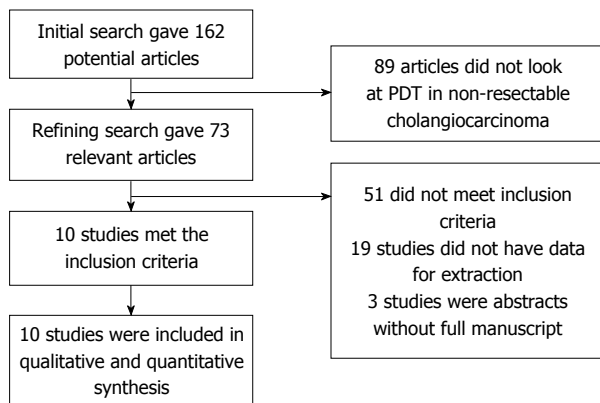 Initial search gave 162
potential articles
89 articles did not look
at PDT in non-resectable
cholangiocarcinoma
Refining search gave 73
relevant articles
51 did not meet inclusion
criteria
19 studies did not have data
for extraction
3 studies were abstracts
without full manuscript
10 studies met the
inclusion criteria
10 studies were included in
qualitative and quantitative
synthesis